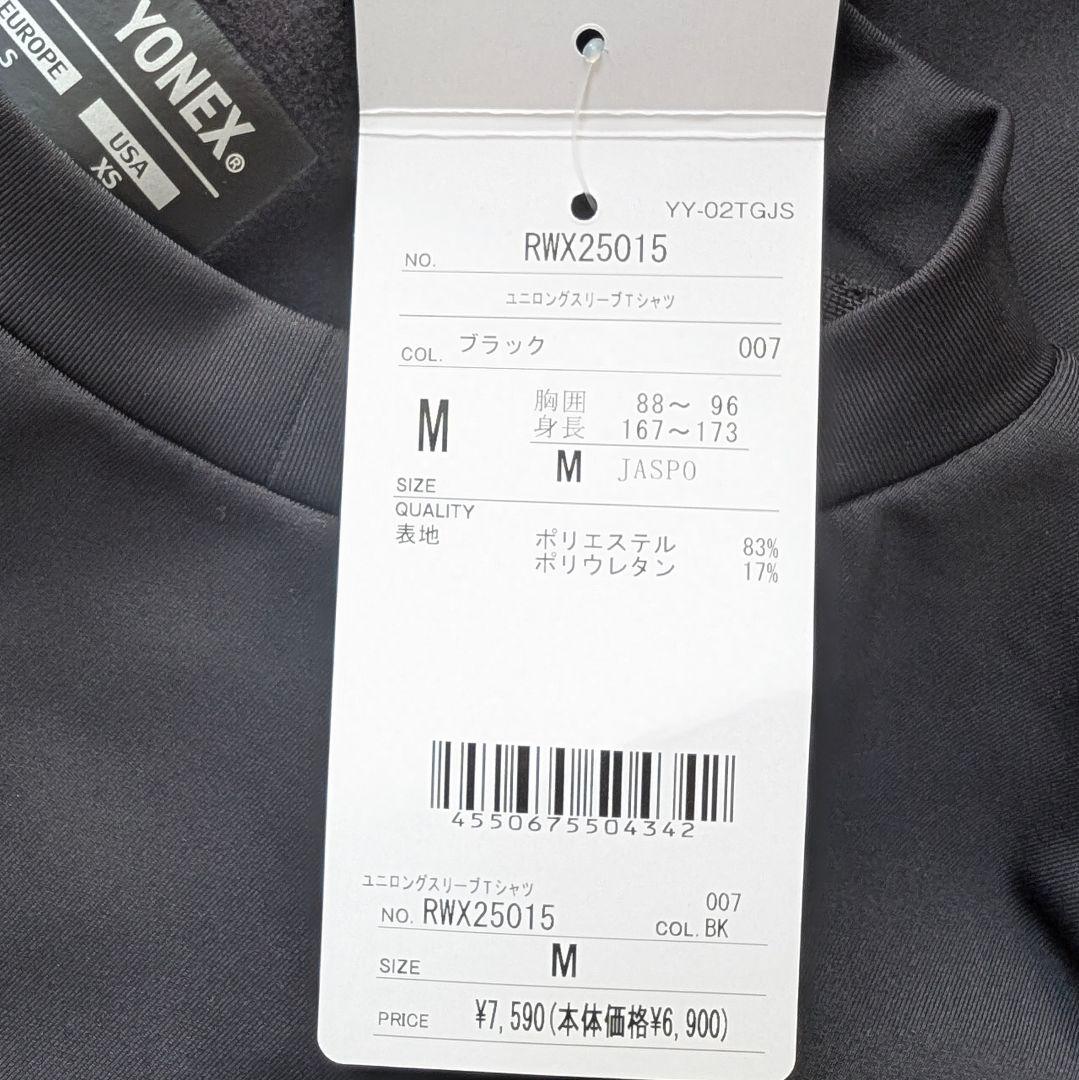 YONEX®
EUROPE
S
USA
XS
YY-02TGJS
NO. RWX25015
ユニロングスリーブTシャツ
COL. ブラック 007
M
胸囲 88～ 96
身長 167～173
M JASPO
SIZE
QUALITY
表地 ポリエステル 83%
ポリウレタン 17%
4550675504342
ユニロングスリーブTシャツ
NO. RWX25015 007
COL. BK
SIZE M
PRICE ¥7,590(本体価格¥6,900)